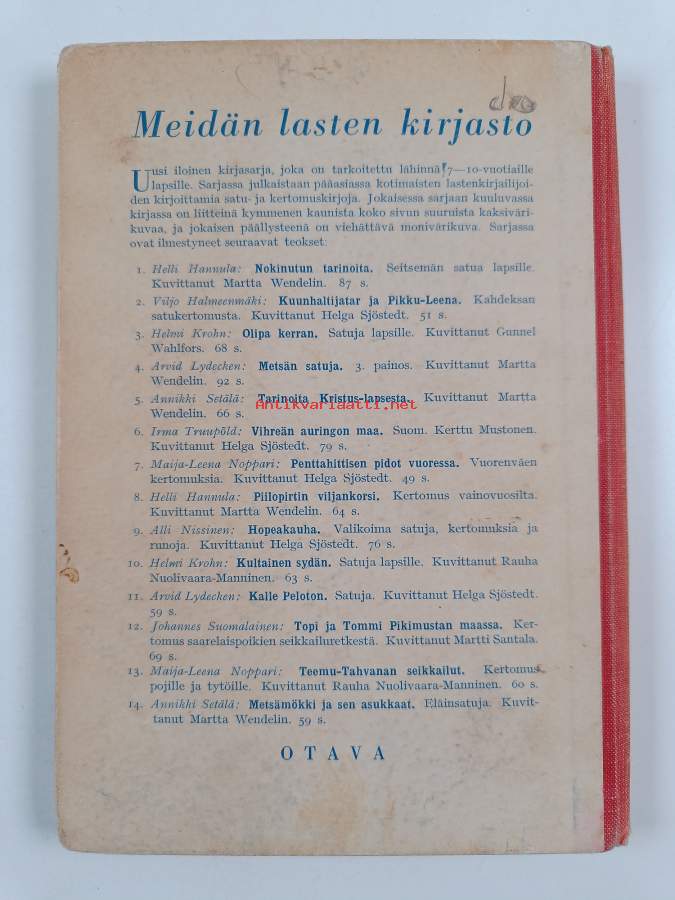 Meidän lasten kirjasto
Uusi iloinen kirjasarja, joka on tarkoitettu lähinnä 7—10-vuotiaille
lapsille. Sarjassa julkaistaan pääasiassa kotimaisten lastenkirjailijoi-
den kirjoittamia satu- ja kertomuskirjoja. Jokaisessa sarjaan kuuluvassa
kirjassa on liitteinä kymmenen kaunista koko sivun suuruista kaksiväri-
kuvaa, ja jokaisen päällysteenä on viehättävä monivärikuva. Sarjassa
ovat ilmestyneet seuraavat teokset:
1. Helli Hannula: Nokinutun tarinoita. Seitsemän satua lapsille.
Kuvittanut Martta Wendelin. 87 s.
2. Viljo Halmeenmäki: Kuunhaltijatar ja Pikku-Leena. Kahdeksan
satukertomusta. Kuvittanut Helga Sjöstedt. 51 s.
3. Helmi Krohn: Olipa kerran. Satuja lapsille. Kuvittanut Gunnel
Wahlfors. 68 s.
4. Arvid Lydecken: Metsän satuja. 3. painos. Kuvittanut Martta
Wendelin. 92 s.
5. Annikki Setälä: Tarinoita Kristus-lapsesta. Kuvittanut Martta
Wendelin. 66 s.
Antikvariaatti.net
6. Irma Truupõld: Vihreän auringon maa. Suom. Kerttu Mustonen.
Kuvittanut Helga Sjöstedt. 79 s.
7. Maija-Leena Noppari: Penttahittisen pidot vuoressa. Vuorenväen
kertomuksia. Kuvittanut Helga Sjöstedt. 49 s.
8. Helli Hannula: Piilopirtin viljankorsi. Kertomus vainovuosilta.
Kuvittanut Martta Wendelin. 64 s.
9. Alli Nissinen: Hopeakauha. Valikoima satuja, kertomuksia ja
runoja. Kuvittanut Helga Sjöstedt. 76 s.
10. Helmi Krohn: Kultainen sydän. Satuja lapsille. Kuvittanut Rauha
Nuolivaara-Manninen. 63 s.
11. Arvid Lydecken: Kalle Peloton. Satuja. Kuvittanut Helga Sjöstedt.
59 s.
12. Johannes Suomalainen: Topi ja Tommi Pikimustan maassa. Ker-
tomus saarelaispoikien seikkailuretkestä. Kuvittanut Martti Santala.
69 s.
13. Maija-Leena Noppari: Teemu-Tahvanan seikkailut. Kertomus
pojille ja tytöille. Kuvittanut Rauha Nuolivaara-Manninen. 60 s.
14. Annikki Setälä: Metsämökki ja sen asukkaat. Eläinsatuja. Kuvit-
tanut Martta Wendelin. 59 s.
OTAVA